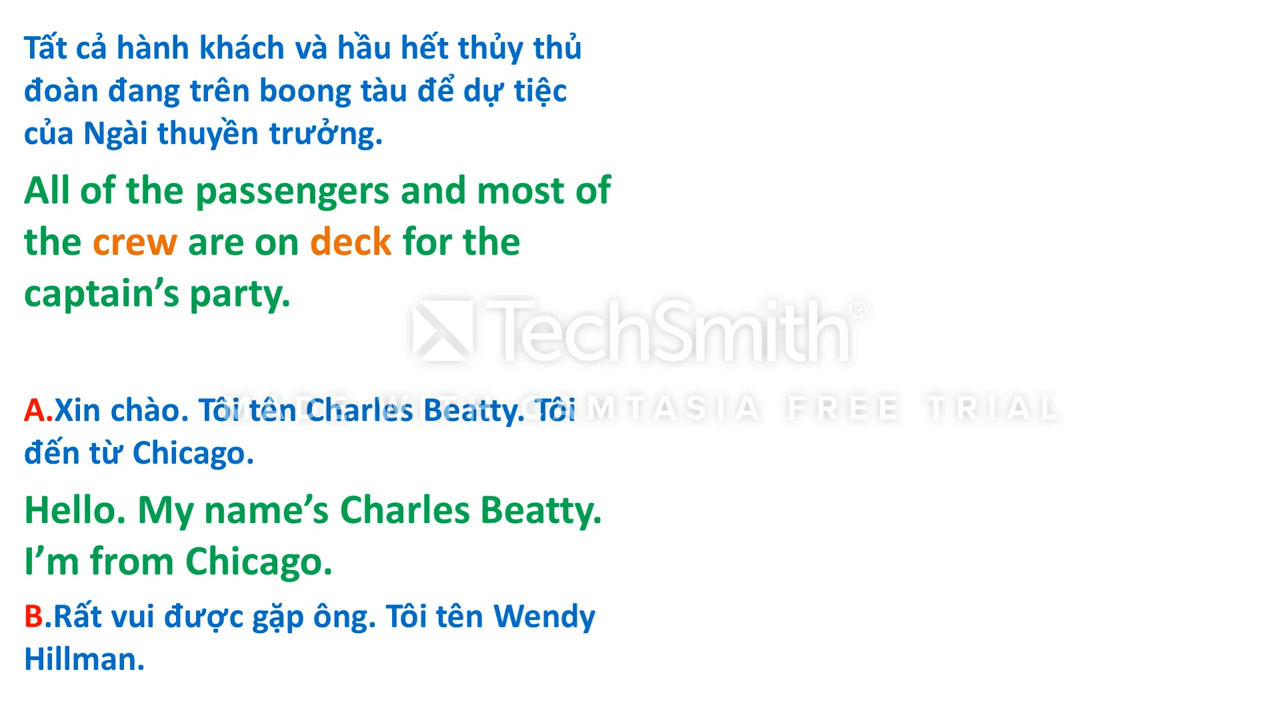 Tất cả hành khách và hầu hết thủy thủ
đoàn đang trên boong tàu để dự tiệc
của Ngài thuyền trưởng.
All of the passengers and most of
the crew are on deck for the
captain’s party.
TechSmith®
MADE WITH CAMTASIA FREE TRIAL
A.Xin chào. Tôi tên Charles Beatty. Tôi
đến từ Chicago.
Hello. My name’s Charles Beatty.
I’m from Chicago.
B.Rất vui được gặp ông. Tôi tên Wendy
Hillman.